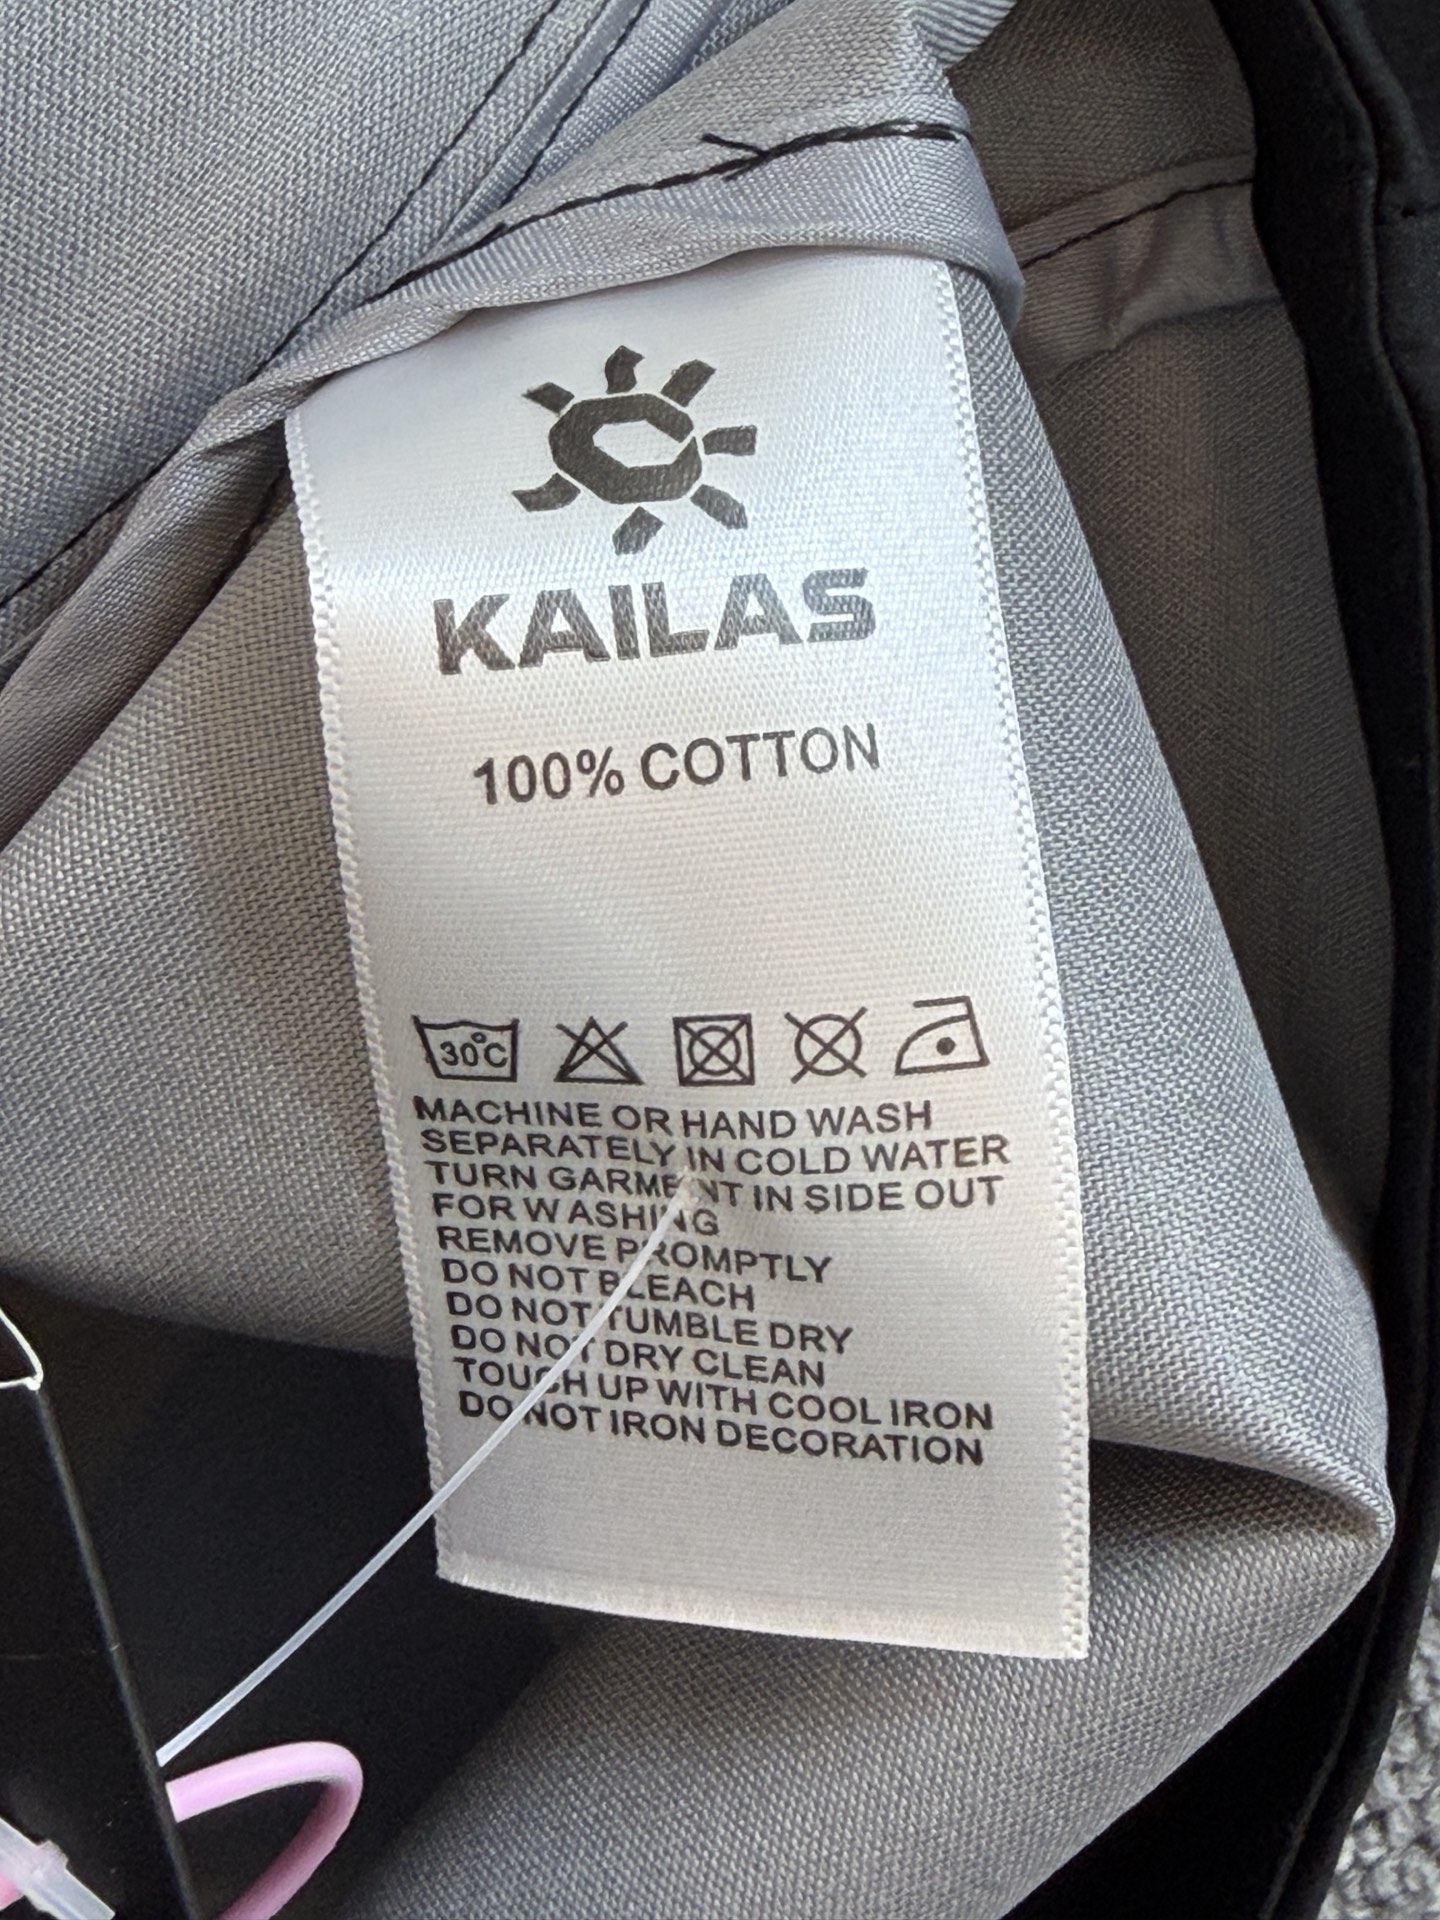 KAILAS
100% COTTON
30°C
MACHINE OR HAND WASH
SEPARATELY IN COLD WATER
TURN GARMENT IN SIDE OUT
FOR WASHING
REMOVE PROMPTLY
DO NOT BLEACH
DO NOT TUMBLE DRY
DO NOT DRY CLEAN
TOUCH UP WITH COOL IRON
DO NOT IRON DECORATION